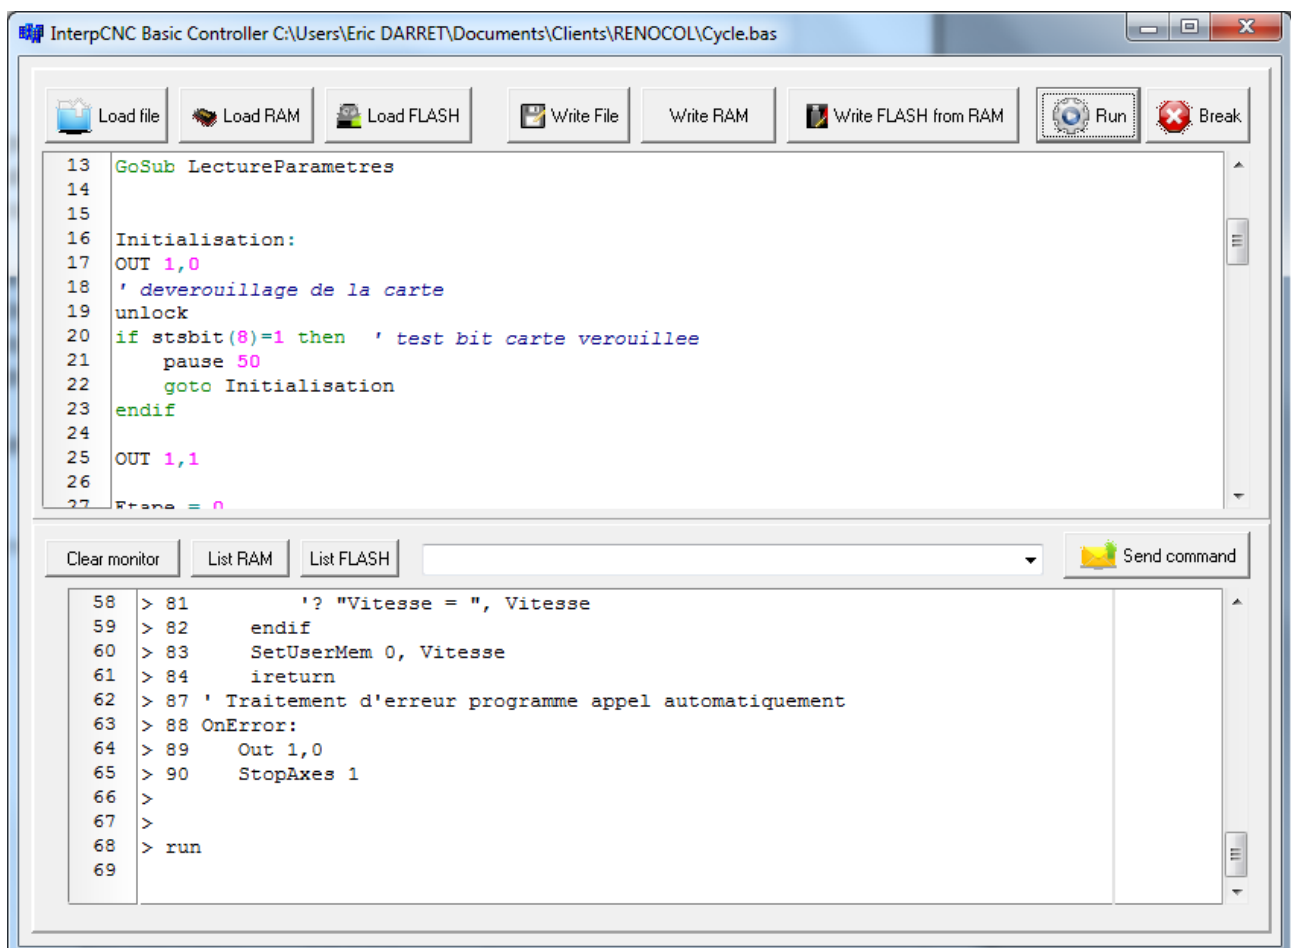 InterpCNC Basic Controller C:\Users\Eric DARRET\Documents\Clients\RENOCOL\Cycle.bas
Load file Load RAM Load FLASH Write File Write RAM Write FLASH from RAM Run Break
13 GoSub LectureParametres
14
15
16 Initialisation:
17 OUT 1,0
18 ' deverouillage de la carte
19 unlock
20 if stsbit(8)=1 then ' test bit carte verouillee
21 pause 50
22 goto Initialisation
23 endif
24
25 OUT 1,1
26
27 Etape = 0
Clear monitor List RAM List FLASH Send command
58 > 81 '? "Vitesse = ", Vitesse
59 > 82 endif
60 > 83 SetUserMem 0, Vitesse
61 > 84 ireturn
62 > 87 ' Traitement d'erreur programme appel automatiquement
63 > 88 OnError:
64 > 89 Out 1,0
65 > 90 StopAxes 1
66 >
67 >
68 > run
69